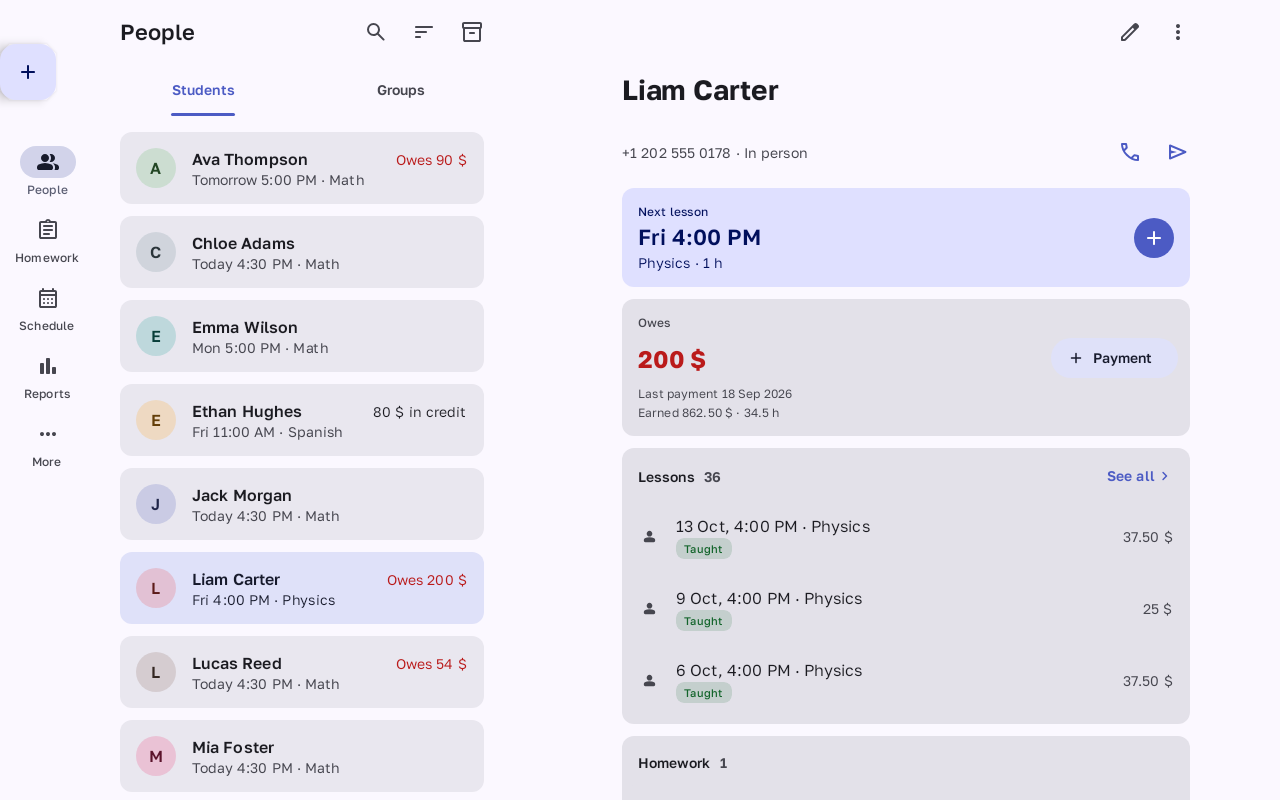 People
Students
Groups
People
Homework
Schedule
Reports
More
A
Ava Thompson
Owes 90 $
Tomorrow 5:00 PM · Math
C
Chloe Adams
Today 4:30 PM · Math
E
Emma Wilson
Mon 5:00 PM · Math
E
Ethan Hughes
80 $ in credit
Fri 11:00 AM · Spanish
J
Jack Morgan
Today 4:30 PM · Math
L
Liam Carter
Owes 200 $
Fri 4:00 PM · Physics
L
Lucas Reed
Owes 54 $
Today 4:30 PM · Math
M
Mia Foster
Today 4:30 PM · Math
Liam Carter
+1 202 555 0178 · In person
Next lesson
Fri 4:00 PM
Physics · 1 h
Owes
200 $
Payment
Last payment 18 Sep 2026
Earned 862.50 $ · 34.5 h
Lessons 36
See all
13 Oct, 4:00 PM · Physics
Taught
37.50 $
9 Oct, 4:00 PM · Physics
Taught
25 $
6 Oct, 4:00 PM · Physics
Taught
37.50 $
Homework 1